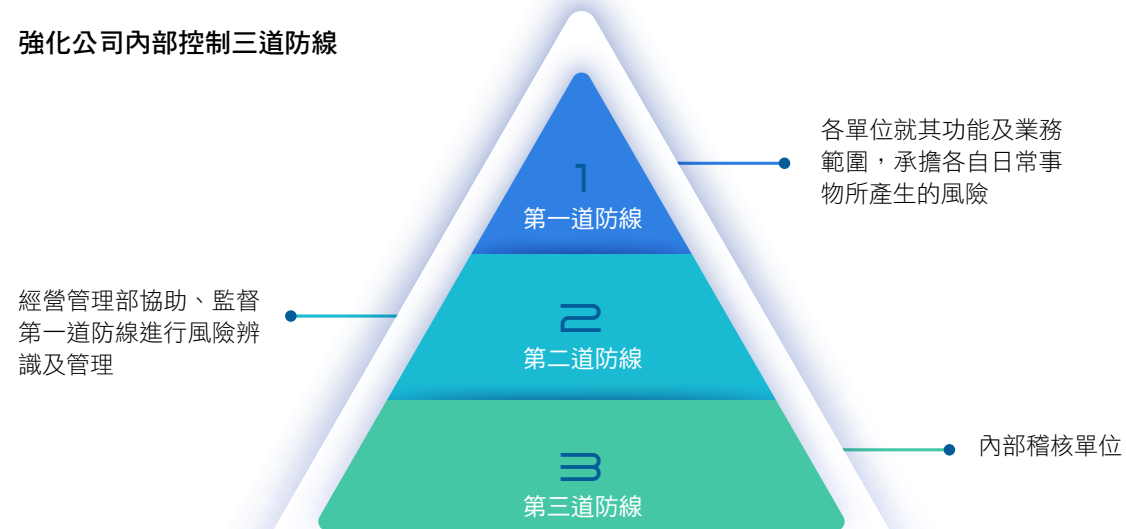 強化公司內部控制三道防線
1
第一道防線
各單位就其功能及業務
範圍，承擔各自日常事
物所產生的風險
2
第二道防線
經營管理部協助、監督
第一道防線進行風險辨
識及管理
3
第三道防線
內部稽核單位